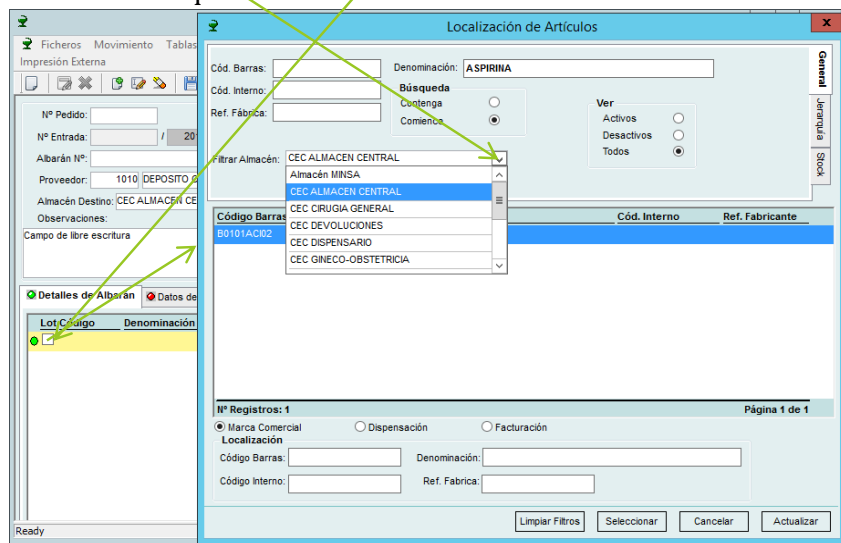 Localización de Artículos
x
Ficheros Movimiento Tablas
Impresión Externa
Nº Pedido:
Nº Entrada: / 20
Albarán Nº:
Proveedor: 1010 DEPOSITO
Almacén Destino: CEC ALMACEN CE
Observaciones:
Campo de libre escritura
Detalles de Albarán Datos de
Lot Código Denominación
Ready
Cód. Barras: Denominación: ASPIRINA
Cód. Interno: Búsqueda
Ref. Fábrica: Contenga
Comience
Ver
Activos
Desactivos
Todos
General
Jerarquía
Stock
Filtrar Almacén: CEC ALMACEN CENTRAL
Almacén MINSA
CEC ALMACEN CENTRAL
CEC CIRUGIA GENERAL
CEC DEVOLUCIONES
CEC DISPENSARIO
CEC GINECO-OBSTETRICIA
Código Barras Cód. Interno Ref. Fabricante
B0101ACI02
Nº Registros: 1 Página 1 de 1
Marca Comercial Dispensación Facturación
Localización
Código Barras: Denominación:
Código Interno: Ref. Fabrica:
Limpiar Filtros Seleccionar Cancelar Actualizar